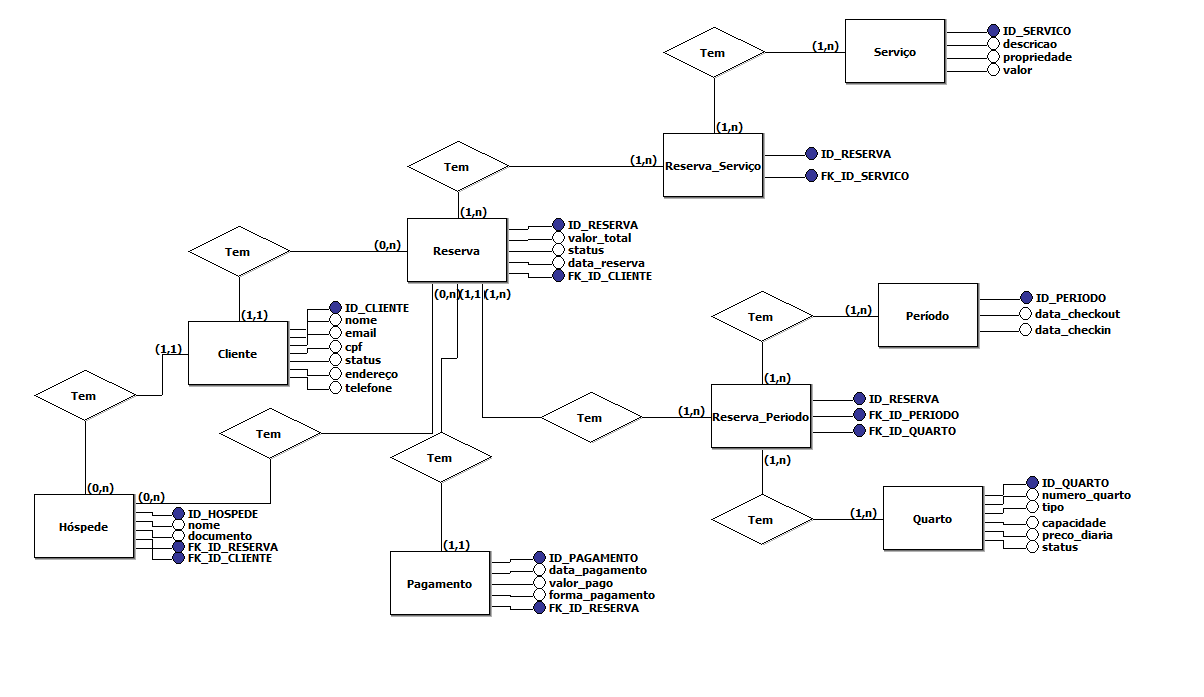 Tem
(1,n)
Serviço
ID_SERVICO
descricao
propriedade
valor
(1,n)
Tem
(1,n)
Reserva_Serviço
ID_RESERVA
FK_ID_SERVICO
(1,n)
Tem
(0,n)
Reserva
ID_RESERVA
valor_total
status
data_reserva
FK_ID_CLIENTE
(0,n)
(1,1
(1,n)
(1,1)
Cliente
ID_CLIENTE
nome
email
cpf
status
endereço
telefone
(1,1)
Tem
(0,n)
Tem
(0,n)
Hóspede
ID_HOSPEDE
nome
documento
FK_ID_RESERVA
FK_ID_CLIENTE
Tem
(1,1)
Pagamento
ID_PAGAMENTO
data_pagamento
valor_pago
forma_pagamento
FK_ID_RESERVA
Tem
(1,n)
Período
ID_PERIODO
data_checkout
data_checkin
(1,n)
Tem
(1,n)
Reserva_Periodo
ID_RESERVA
FK_ID_PERIODO
FK_ID_QUARTO
(1,n)
Tem
(1,n)
Quarto
ID_QUARTO
numero_quarto
tipo
capacidade
preco_diaria
status